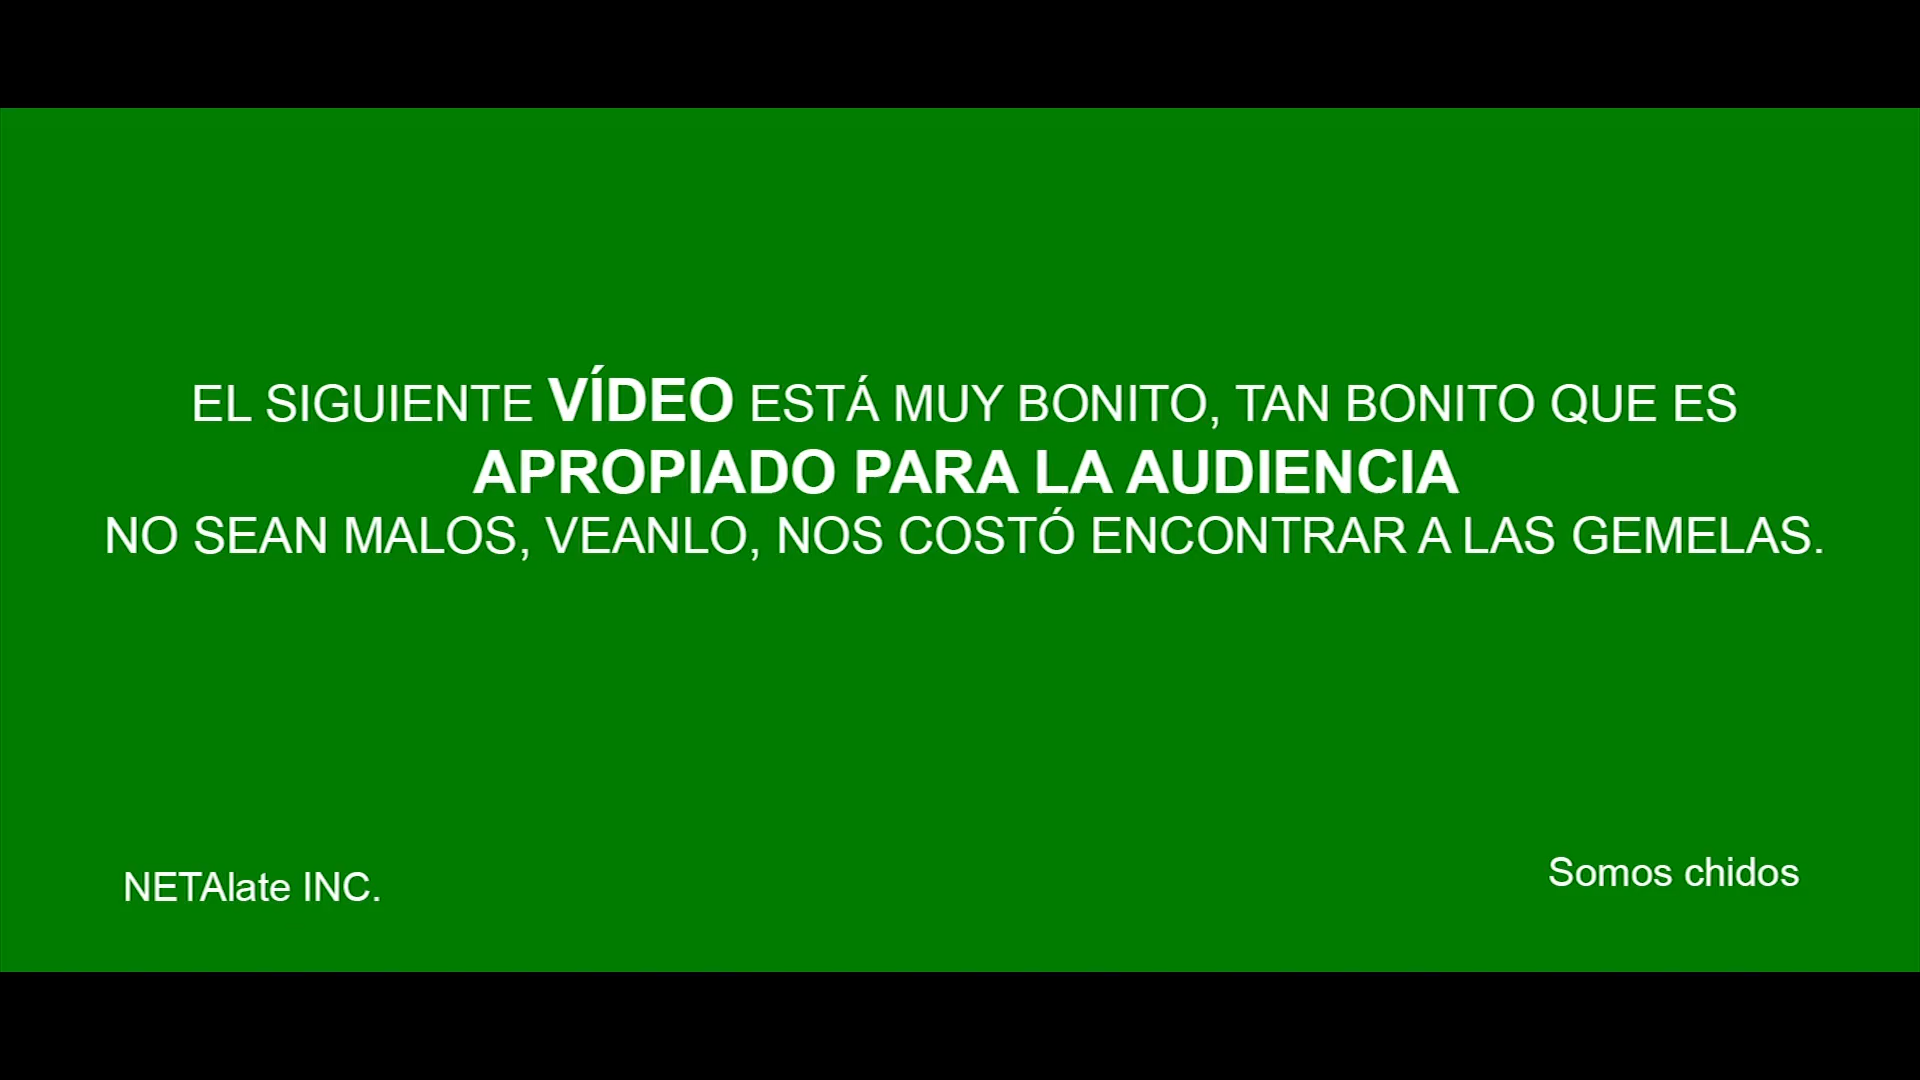 EL SIGUIENTE VÍDEO ESTÁ MUY BONITO, TAN BONITO QUE ES
APROPIADO PARA LA AUDIENCIA
NO SEAN MALOS, VEANLO, NOS COSTÓ ENCONTRAR A LAS GEMELAS.
NETAlate INC.
Somos chidos